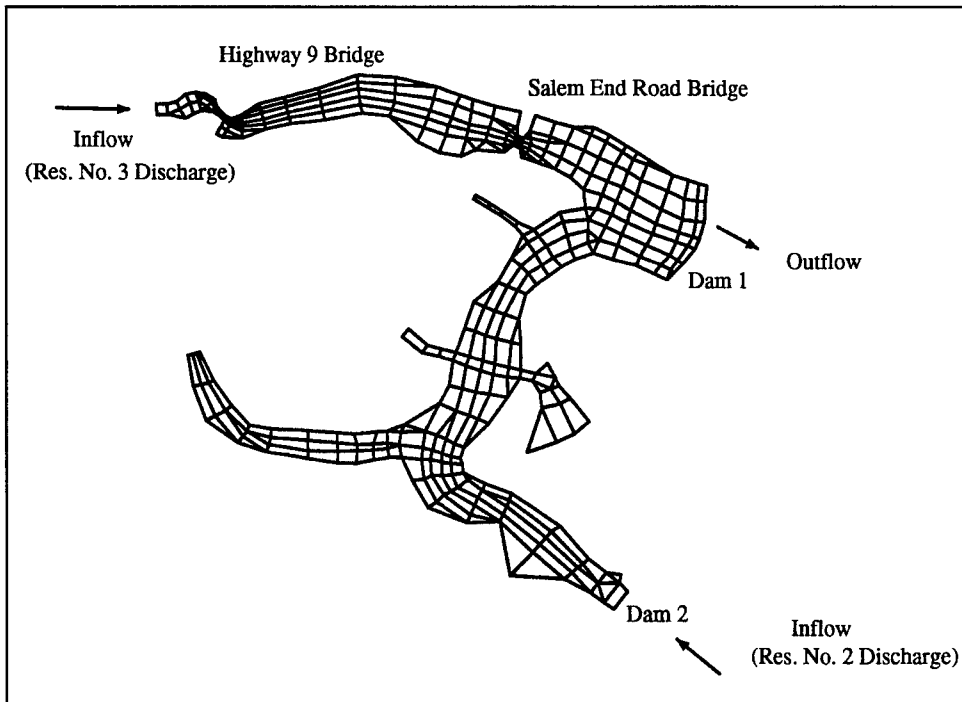 Highway 9 Bridge
Salem End Road Bridge
Inflow
(Res. No. 3 Discharge)
Outflow
Dam 1
Dam 2
Inflow
(Res. No. 2 Discharge)